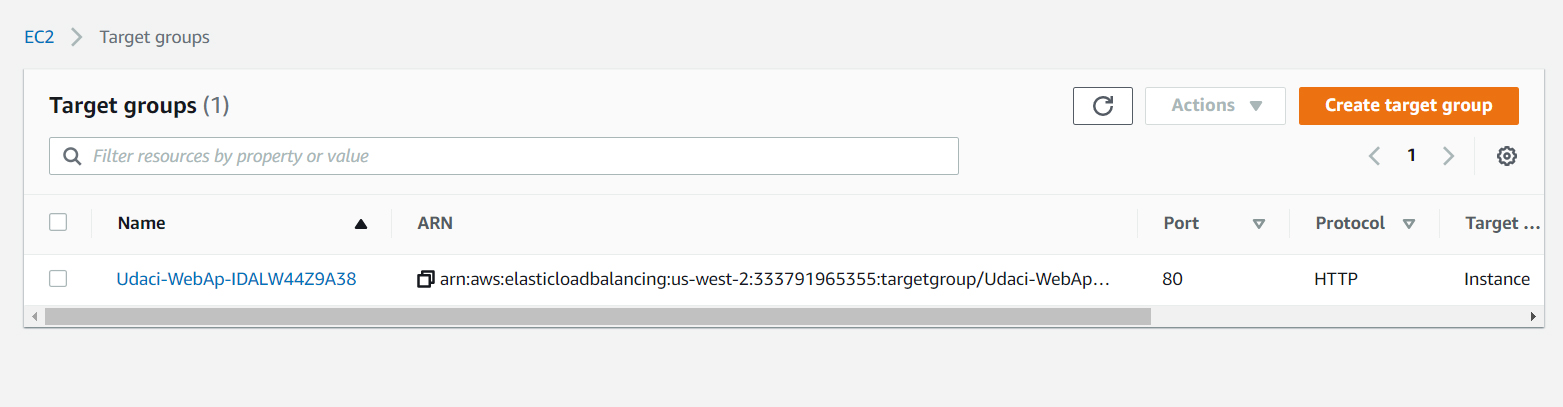 EC2 Target groups
Target groups (1)
Actions
Create target group
Filter resources by property or value
1
Name ARN Port Protocol Target ...
Udaci-WebAp-IDALW44Z9A38 arn:aws:elasticloadbalancing:us-west-2:333791965355:targetgroup/Udaci-WebAp... 80 HTTP Instance